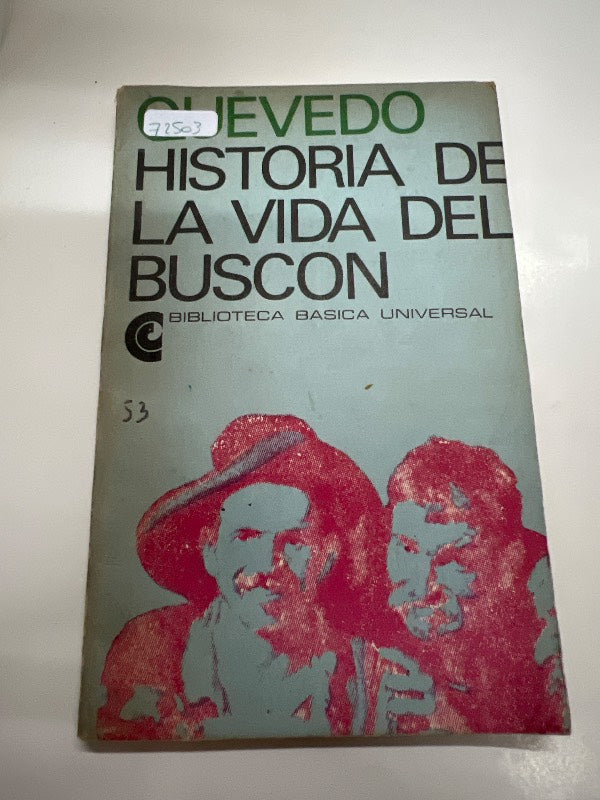 QUEVEDO
72503
HISTORIA DE
LA VIDA DEL
BUSCON
BIBLIOTECA BASICA UNIVERSAL
53